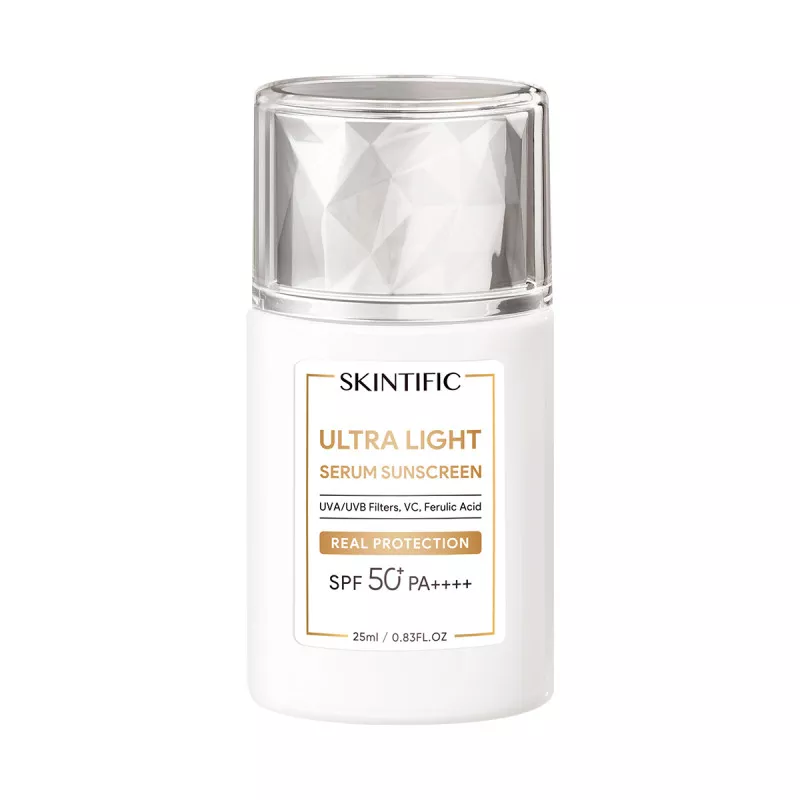 SKINTIFIC
ULTRA LIGHT
SERUM SUNSCREEN
UVA/UVB Filters, VC, Ferulic Acid
REAL PROTECTION
SPF 50+ PA++++
25ml / 0.83FL.OZ